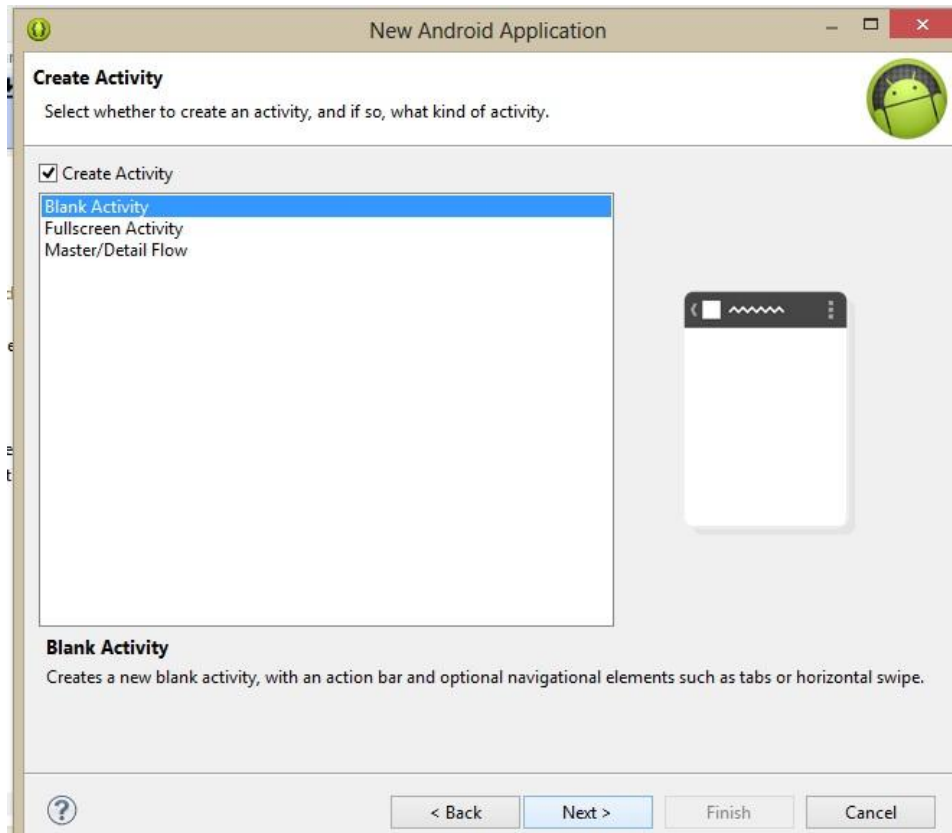 New Android Application
Create Activity
Select whether to create an activity, and if so, what kind of activity.
Create Activity
Blank Activity
Fullscreen Activity
Master/Detail Flow
Blank Activity
Creates a new blank activity, with an action bar and optional navigational elements such as tabs or horizontal swipe.
?
< Back
Next >
Finish
Cancel